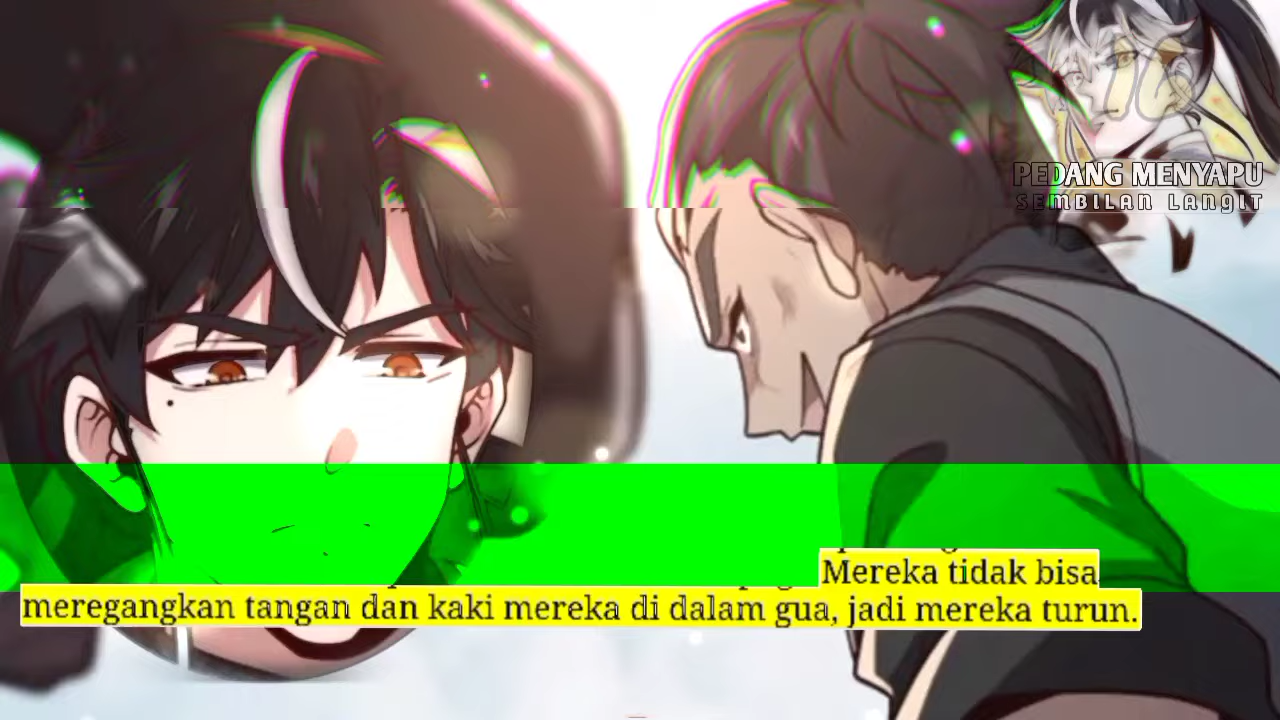 PEDANG MENYAPU
SEMBILAN LANGIT
Mereka tidak bisa
meregangkan tangan dan kaki mereka di dalam gua, jadi mereka turun.